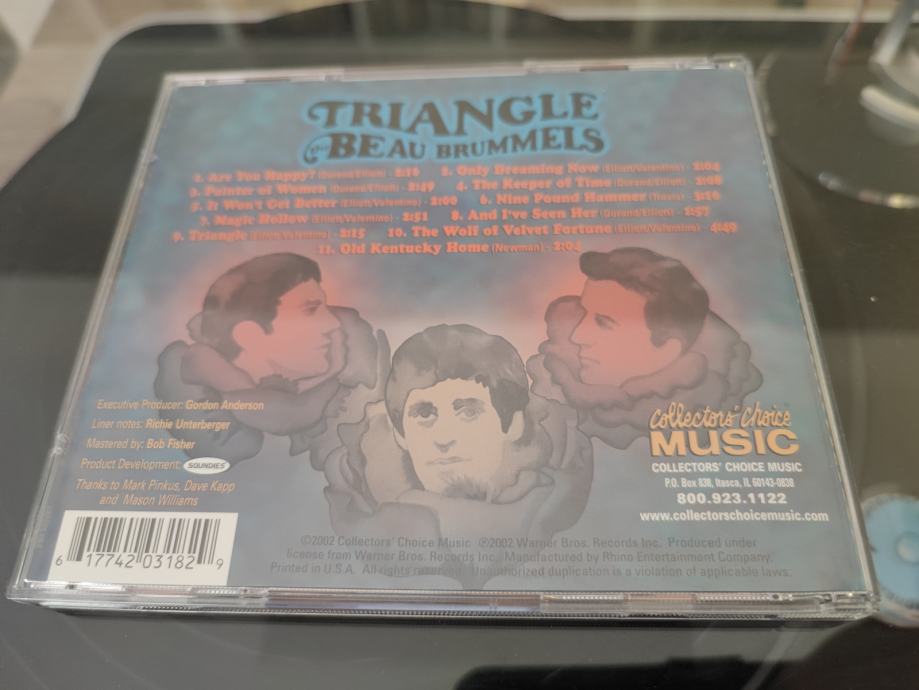 TRIANGLE
the BEAU BRUMMELS
1. Are You Happy? (Durand/Elliott) - 2:16 2. Only Dreaming Now (Elliott/Valentino) - 2:04
3. Painter of Women (Durand/Elliott) - 2:49 4. The Keeper of Time (Durand/Elliott) - 2:08
5. It Won't Get Better (Elliott/Valentino) - 2:00 6. Nine Pound Hammer (Travis) - 3:20
7. Magic Hollow (Elliott/Valentino) - 2:51 8. And I've Seen Her (Durand/Elliott) - 2:57
9. Triangle (Elliott/Valentino) - 2:15 10. The Wolf of Velvet Fortune (Elliott/Valentino) - 4:49
11. Old Kentucky Home (Newman) - 2:04
Executive Producer: Gordon Anderson
Liner notes: Richie Unterberger
Mastered by: Bob Fisher
Product Development: SOUNDIES
Thanks to Mark Pinkus, Dave Kapp
and Mason Williams
Collectors' Choice
MUSIC
COLLECTORS' CHOICE MUSIC
P.O. Box 838, Itasca, IL 60143-0838
800.923.1122
www.collectorschoicemusic.com
©2002 Collectors' Choice Music ℗2002 Warner Bros. Records Inc. Produced under
license from Warner Bros. Records Inc. Manufactured by Rhino Entertainment Company.
Printed in U.S.A. All rights reserved. Unauthorized duplication is a violation of applicable laws.
6 17742 03182 9